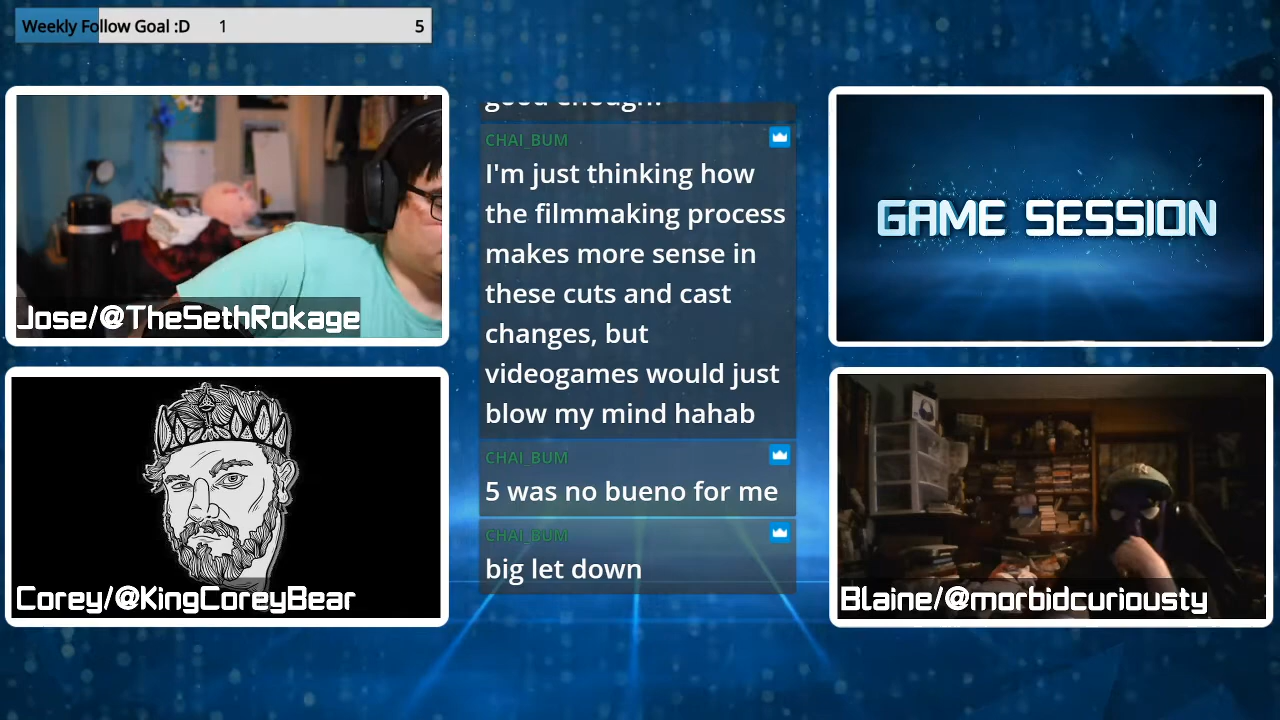 Weekly Follow Goal :D 1 5
good enough.
CHAI_BUM
I'm just thinking how
the filmmaking process
makes more sense in
these cuts and cast
changes, but
videogames would just
blow my mind hahab
CHAI_BUM
5 was no bueno for me
CHAI_BUM
big let down
Jose/@TheSethRokage
GAME SESSION
Corey/@KingCoreyBear
Blaine/@morbidcuriousty